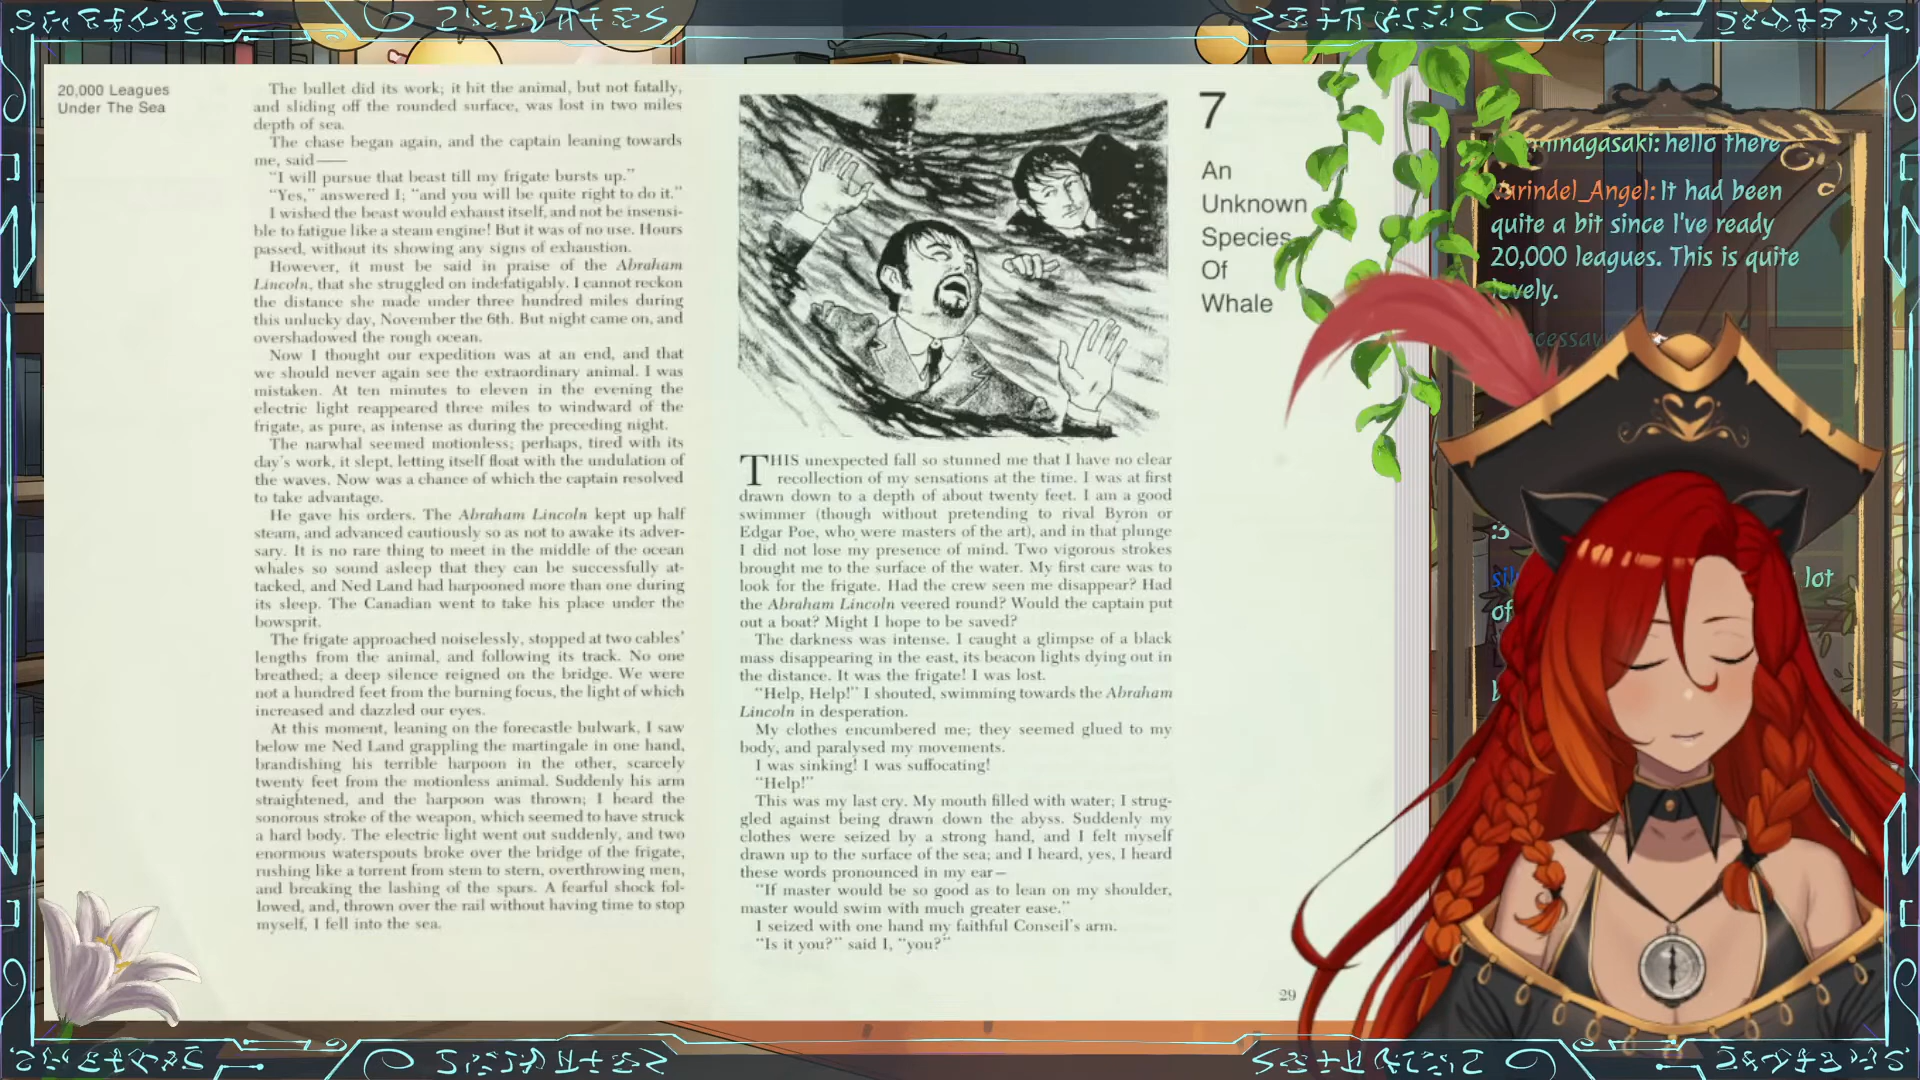 20,000 Leagues
Under The Sea
The bullet did its work; it hit the animal, but not fatally,
and sliding off the rounded surface, was lost in two miles
depth of sea.
The chase began again, and the captain leaning towards
me, said——
"I will pursue that beast till my frigate bursts up."
"Yes," answered I; "and you will be quite right to do it."
I wished the beast would exhaust itself, and not be insensi-
ble to fatigue like a steam engine! But it was of no use. Hours
passed, without its showing any signs of exhaustion.
However, it must be said in praise of the Abraham
Lincoln, that she struggled on indefatigably. I cannot reckon
the distance she made under three hundred miles during
this unlucky day, November the 6th. But night came on, and
overshadowed the rough ocean.
Now I thought our expedition was at an end, and that
we should never again see the extraordinary animal. I was
mistaken. At ten minutes to eleven in the evening the
electric light reappeared three miles to windward of the
frigate, as pure, as intense as during the preceding night.
The narwhal seemed motionless; perhaps, tired with its
day's work, it slept, letting itself float with the undulation of
the waves. Now was a chance of which the captain resolved
to take advantage.
He gave his orders. The Abraham Lincoln kept up half
steam, and advanced cautiously so as not to awake its adver-
sary. It is no rare thing to meet in the middle of the ocean
whales so sound asleep that they can be successfully at-
tacked, and Ned Land had harpooned more than one during
its sleep. The Canadian went to take his place under the
bowsprit.
The frigate approached noiselessly, stopped at two cables'
lengths from the animal, and following its track. No one
breathed; a deep silence reigned on the bridge. We were
not a hundred feet from the burning focus, the light of which
increased and dazzled our eyes.
At this moment, leaning on the forecastle bulwark, I saw
below me Ned Land grappling the martingale in one hand,
brandishing his terrible harpoon in the other, scarcely
twenty feet from the motionless animal. Suddenly his arm
straightened, and the harpoon was thrown; I heard the
sonorous stroke of the weapon, which seemed to have struck
a hard body. The electric light went out suddenly, and two
enormous waterspouts broke over the bridge of the frigate,
rushing like a torrent from stem to stern, overthrowing men,
and breaking the lashing of the spars. A fearful shock fol-
lowed, and, thrown over the rail without having time to stop
myself, I fell into the sea.
7
An
Unknown
Species
Of
Whale
THIS unexpected fall so stunned me that I have no clear
recollection of my sensations at the time. I was at first
drawn down to a depth of about twenty feet. I am a good
swimmer (though without pretending to rival Byron or
Edgar Poe, who were masters of the art), and in that plunge
I did not lose my presence of mind. Two vigorous strokes
brought me to the surface of the water. My first care was to
look for the frigate. Had the crew seen me disappear? Had
the Abraham Lincoln veered round? Would the captain put
out a boat? Might I hope to be saved?
The darkness was intense. I caught a glimpse of a black
mass disappearing in the east, its beacon lights dying out in
the distance. It was the frigate! I was lost.
"Help, Help!" I shouted, swimming towards the Abraham
Lincoln in desperation.
My clothes encumbered me; they seemed glued to my
body, and paralysed my movements.
I was sinking! I was suffocating!
"Help!"
This was my last cry. My mouth filled with water; I strug-
gled against being drawn down the abyss. Suddenly my
clothes were seized by a strong hand, and I felt myself
drawn up to the surface of the sea; and I heard, yes, I heard
these words pronounced in my ear—
"If master would be so good as to lean on my shoulder,
master would swim with much greater ease."
I seized with one hand my faithful Conseil's arm.
"Is it you?" said I, "you?"
29
hello there
It had been
quite a bit since I've ready
20,000 leagues. This is quite
lovely.
:3
lot